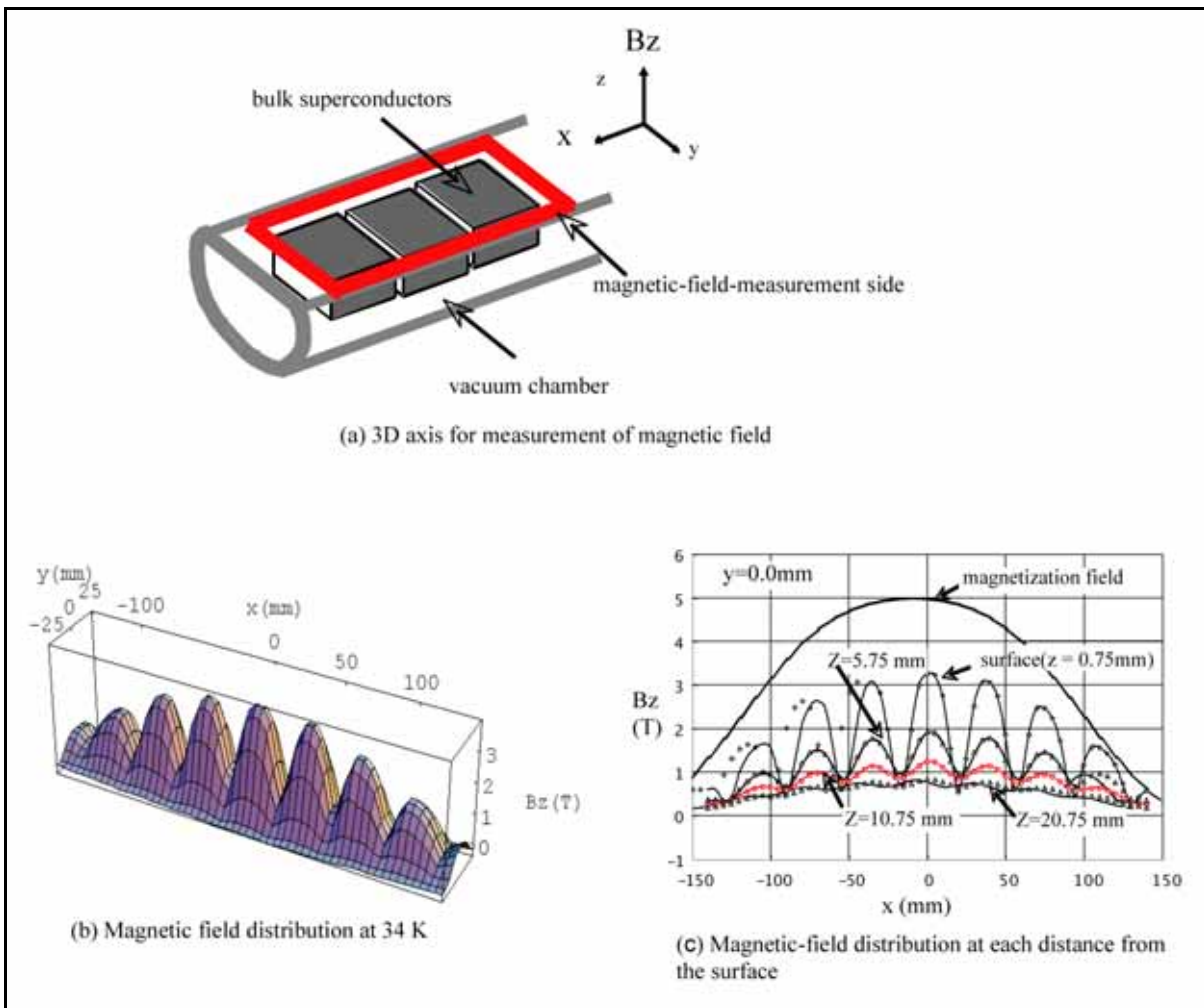 Bz
z
bulk superconductors
x
y
magnetic-field-measurement side
vacuum chamber
(a) 3D axis for measurement of magnetic field
y(mm)
25
0
-25
-100
x(mm)
0
50
100
3
2
1
0
Bz(T)
(b) Magnetic field distribution at 34 K
6
5
4
3
2
1
0
-1
Bz
(T)
y=0.0mm
magnetization field
Z=5.75 mm
surface(z = 0.75mm)
Z=10.75 mm
Z=20.75 mm
-150 -100 -50 0 50 100 150
x (mm)
(c) Magnetic-field distribution at each distance from
the surface